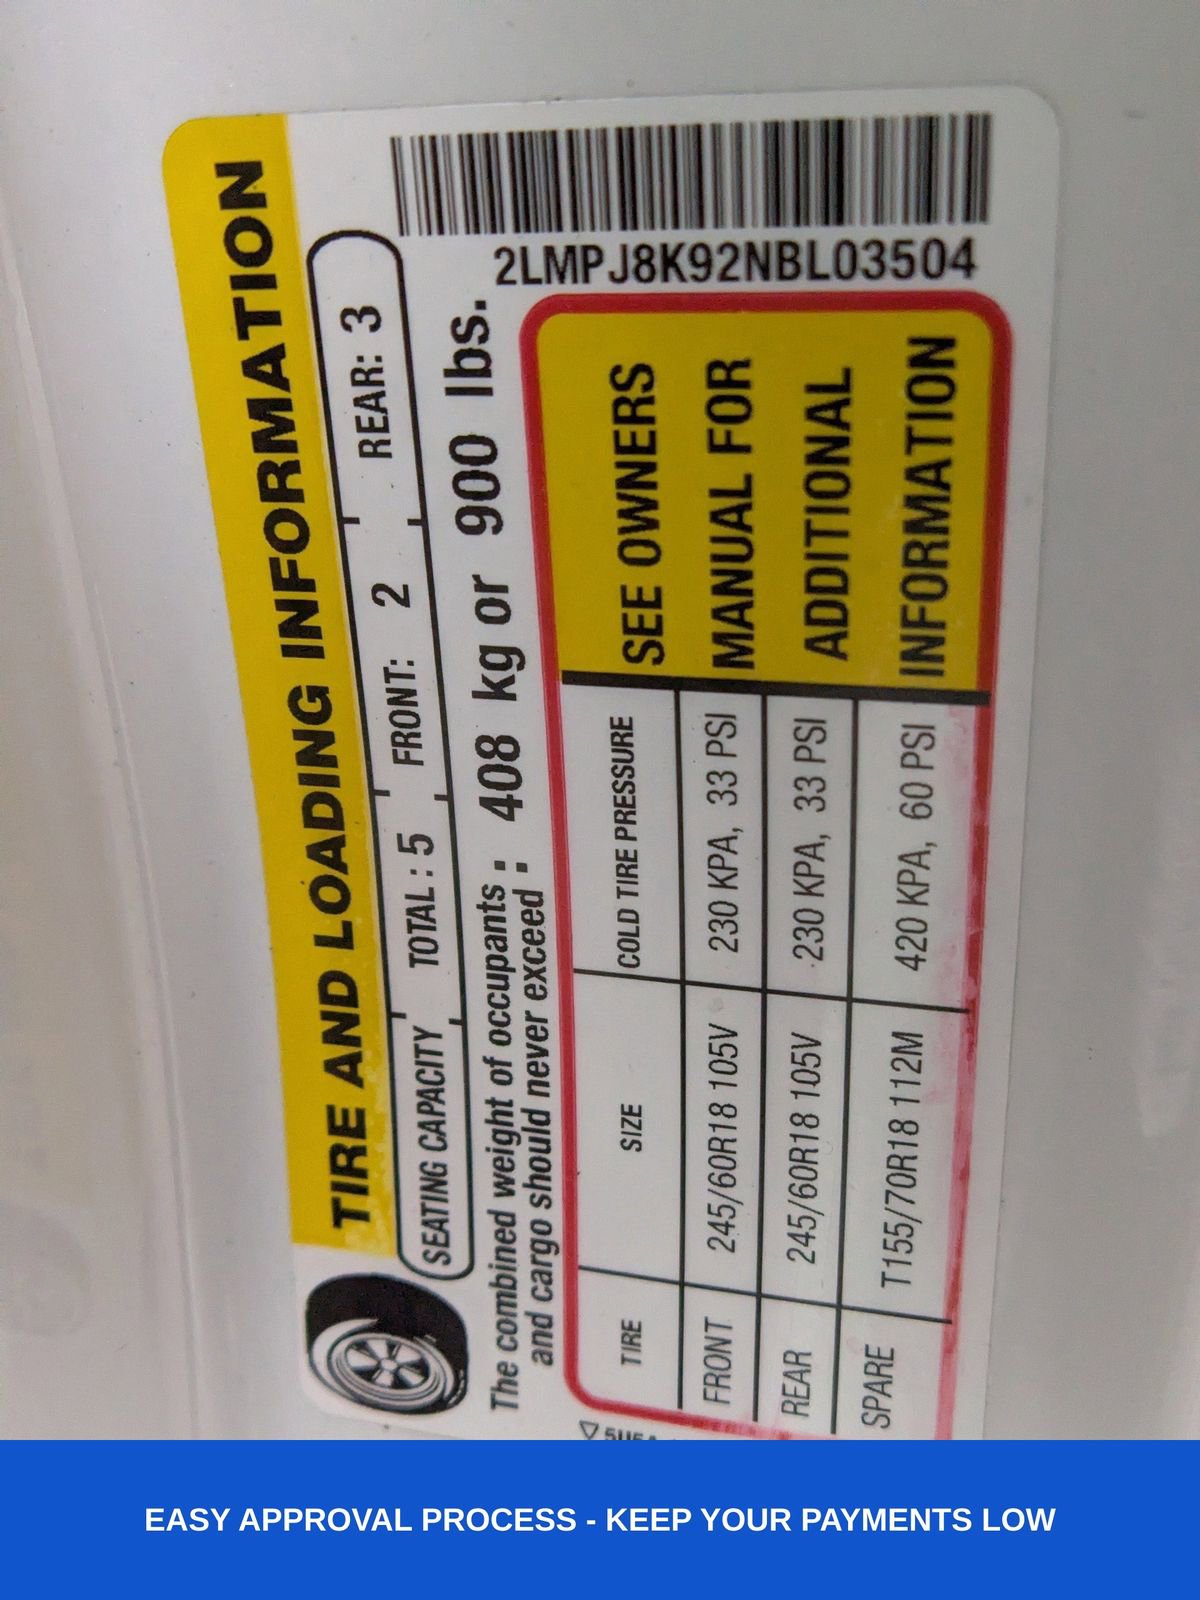 TIRE AND LOADING INFORMATION
SEATING CAPACITY TOTAL : 5 FRONT: 2 REAR: 3
The combined weight of occupants : 408 kg or 900 lbs.
and cargo should never exceed :
2LMPJ8K92NBL03504
TIRE SIZE COLD TIRE PRESSURE
FRONT 245/60R18 105V 230 KPA, 33 PSI
REAR 245/60R18 105V 230 KPA, 33 PSI
SPARE T155/70R18 112M 420 KPA, 60 PSI
SEE OWNERS
MANUAL FOR
ADDITIONAL
INFORMATION
EASY APPROVAL PROCESS - KEEP YOUR PAYMENTS LOW